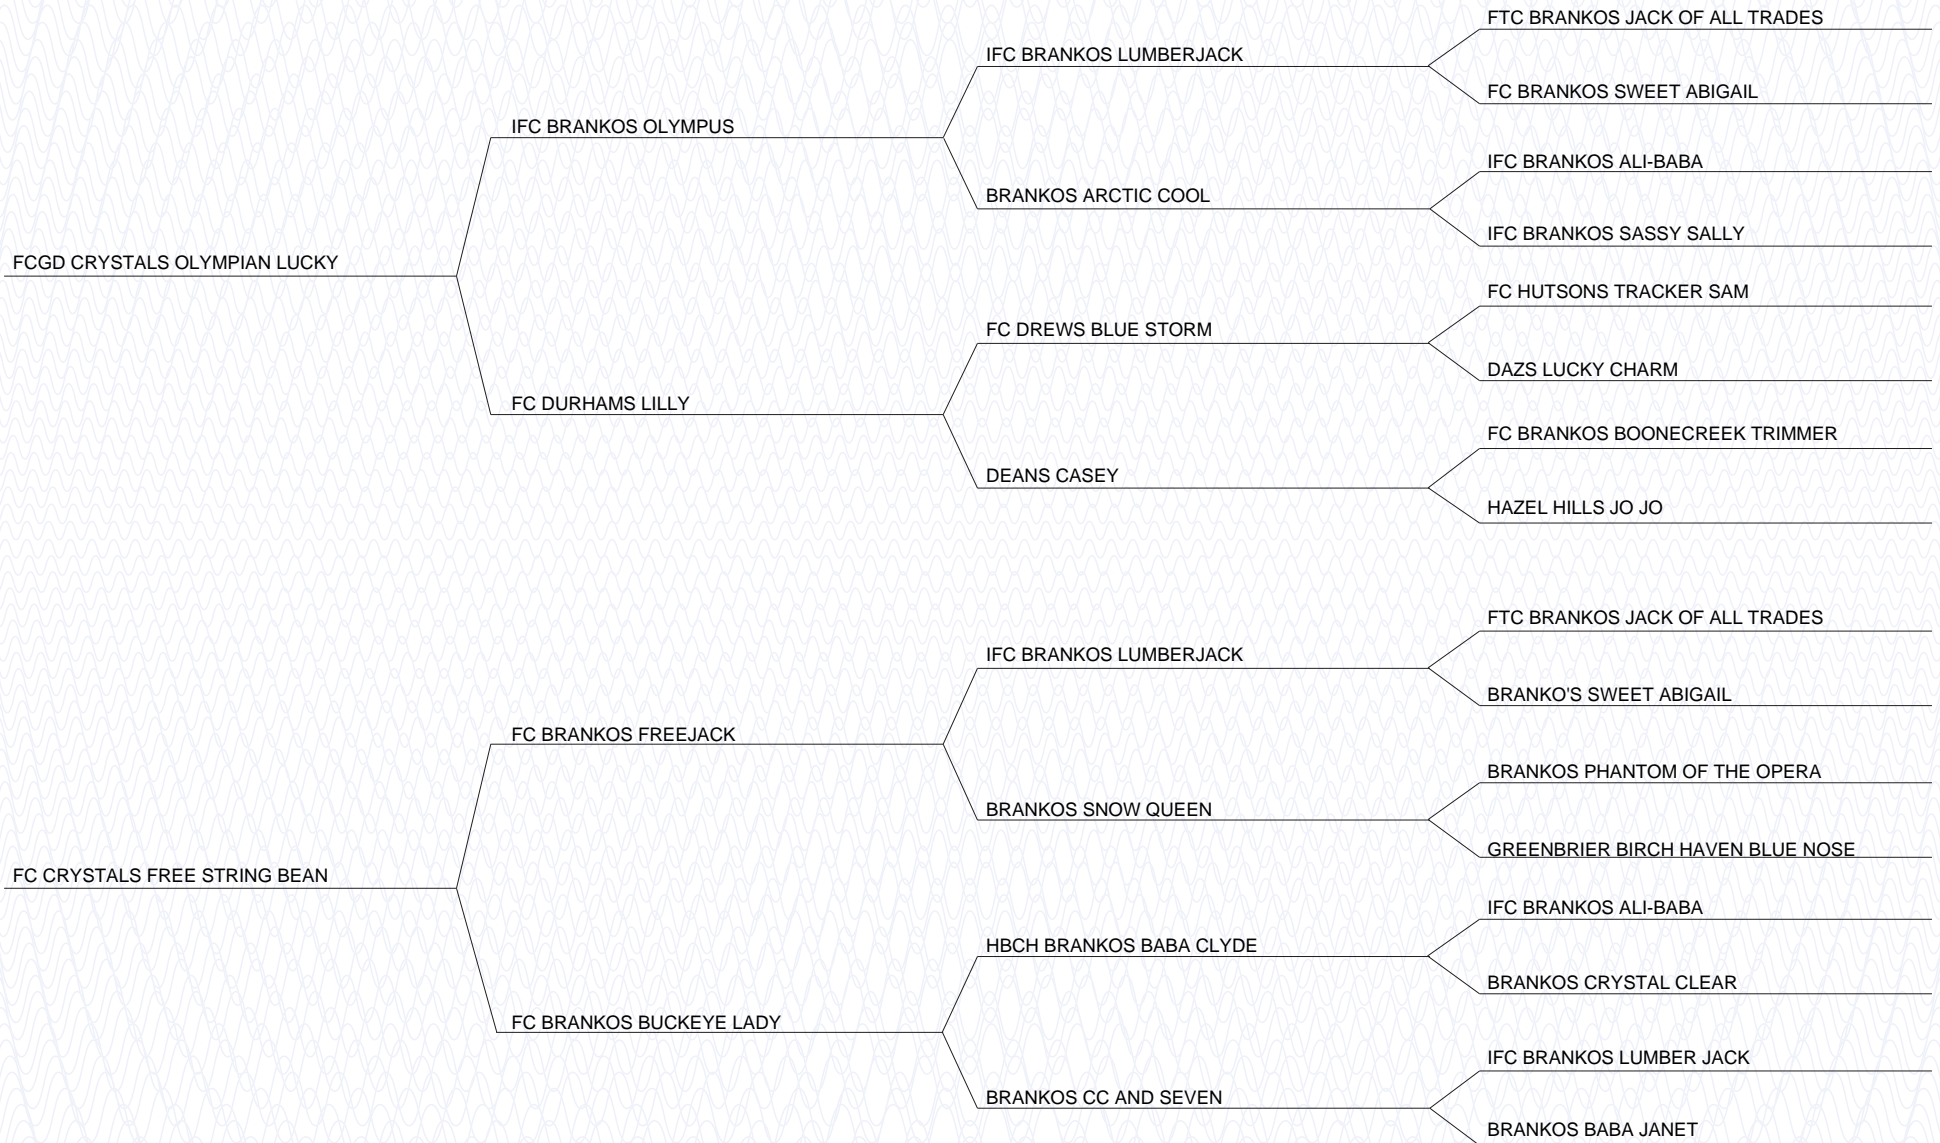 FTC BRANKOS JACK OF ALL TRADES
IFC BRANKOS LUMBERJACK
FC BRANKOS SWEET ABIGAIL
IFC BRANKOS OLYMPUS
IFC BRANKOS ALI-BABA
BRANKOS ARCTIC COOL
IFC BRANKOS SASSY SALLY
FCGD CRYSTALS OLYMPIAN LUCKY
FC HUTSONS TRACKER SAM
FC DREWS BLUE STORM
DAZS LUCKY CHARM
FC DURHAMS LILLY
FC BRANKOS BOONECREEK TRIMMER
DEANS CASEY
HAZEL HILLS JO JO
FTC BRANKOS JACK OF ALL TRADES
IFC BRANKOS LUMBERJACK
BRANKO'S SWEET ABIGAIL
FC BRANKOS FREEJACK
BRANKOS PHANTOM OF THE OPERA
BRANKOS SNOW QUEEN
GREENBRIER BIRCH HAVEN BLUE NOSE
FC CRYSTALS FREE STRING BEAN
IFC BRANKOS ALI-BABA
HBCH BRANKOS BABA CLYDE
BRANKOS CRYSTAL CLEAR
FC BRANKOS BUCKEYE LADY
IFC BRANKOS LUMBER JACK
BRANKOS CC AND SEVEN
BRANKOS BABA JANET